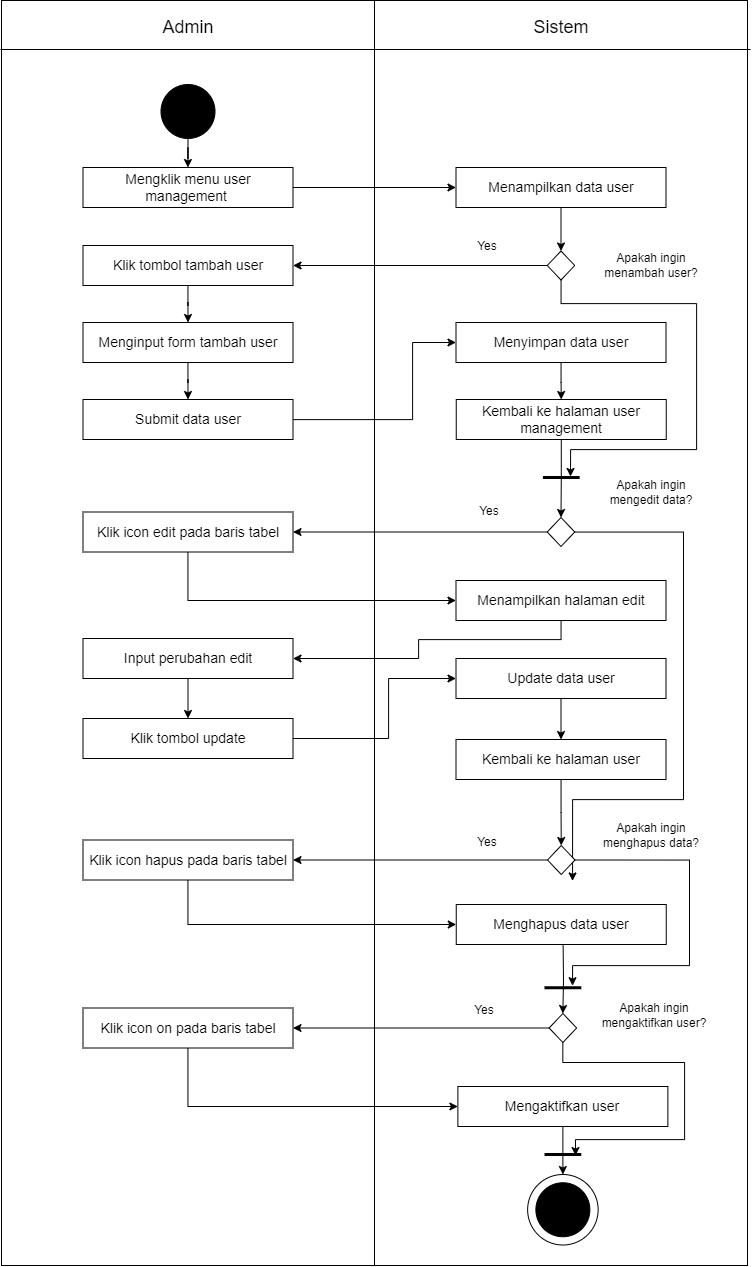 Admin
Sistem
Mengklik menu user
management
Menampilkan data user
Yes
Apakah ingin
menambah user?
Klik tombol tambah user
Menginput form tambah user
Menyimpan data user
Submit data user
Kembali ke halaman user
management
Apakah ingin
mengedit data?
Yes
Klik icon edit pada baris tabel
Menampilkan halaman edit
Input perubahan edit
Update data user
Klik tombol update
Kembali ke halaman user
Apakah ingin
menghapus data?
Yes
Klik icon hapus pada baris tabel
Menghapus data user
Yes
Apakah ingin
mengaktifkan user?
Klik icon on pada baris tabel
Mengaktifkan user